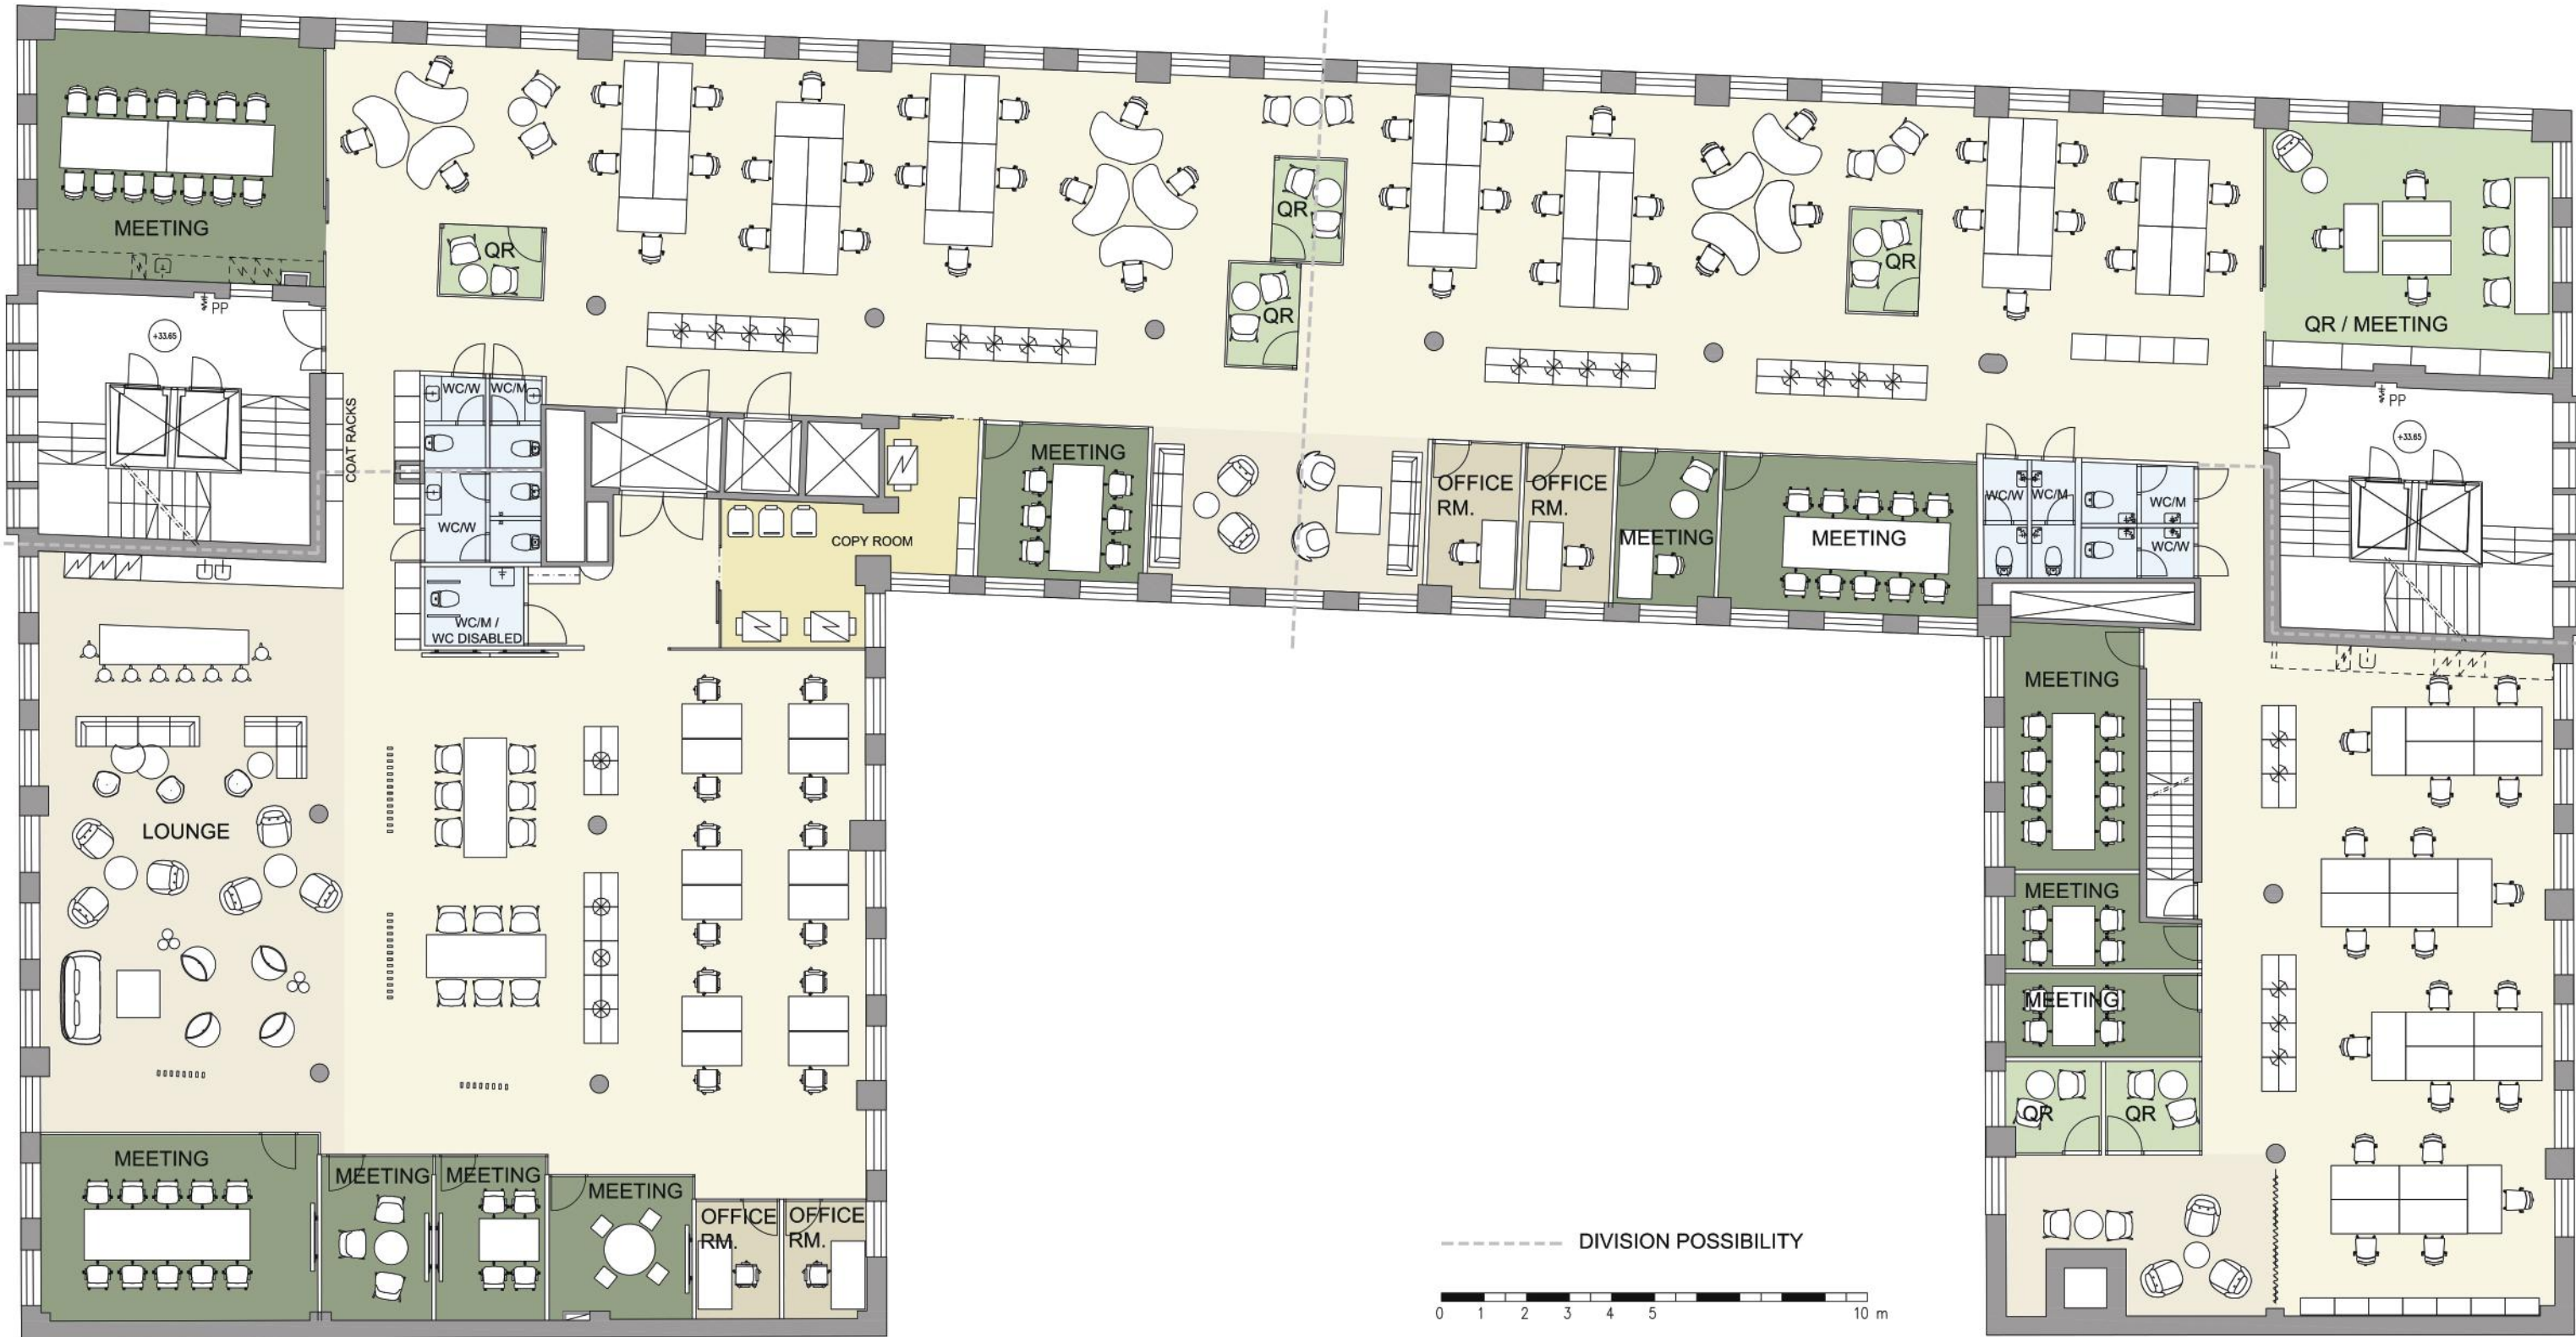 MEETING
QR
QR
QR
QR
QR / MEETING
PP
+33.65
PP
+33.65
COAT RACKS
WC/W
WC/M
WC/W
WC/M /
WC DISABLED
COPY ROOM
MEETING
OFFICE
RM.
OFFICE
RM.
MEETING
MEETING
WC/W
WC/M
WC/M
WC/W
LOUNGE
MEETING
MEETING
MEETING
QR
QR
MEETING
MEETING
MEETING
MEETING
OFFICE
RM.
OFFICE
RM.
DIVISION POSSIBILITY
0 1 2 3 4 5 10 m